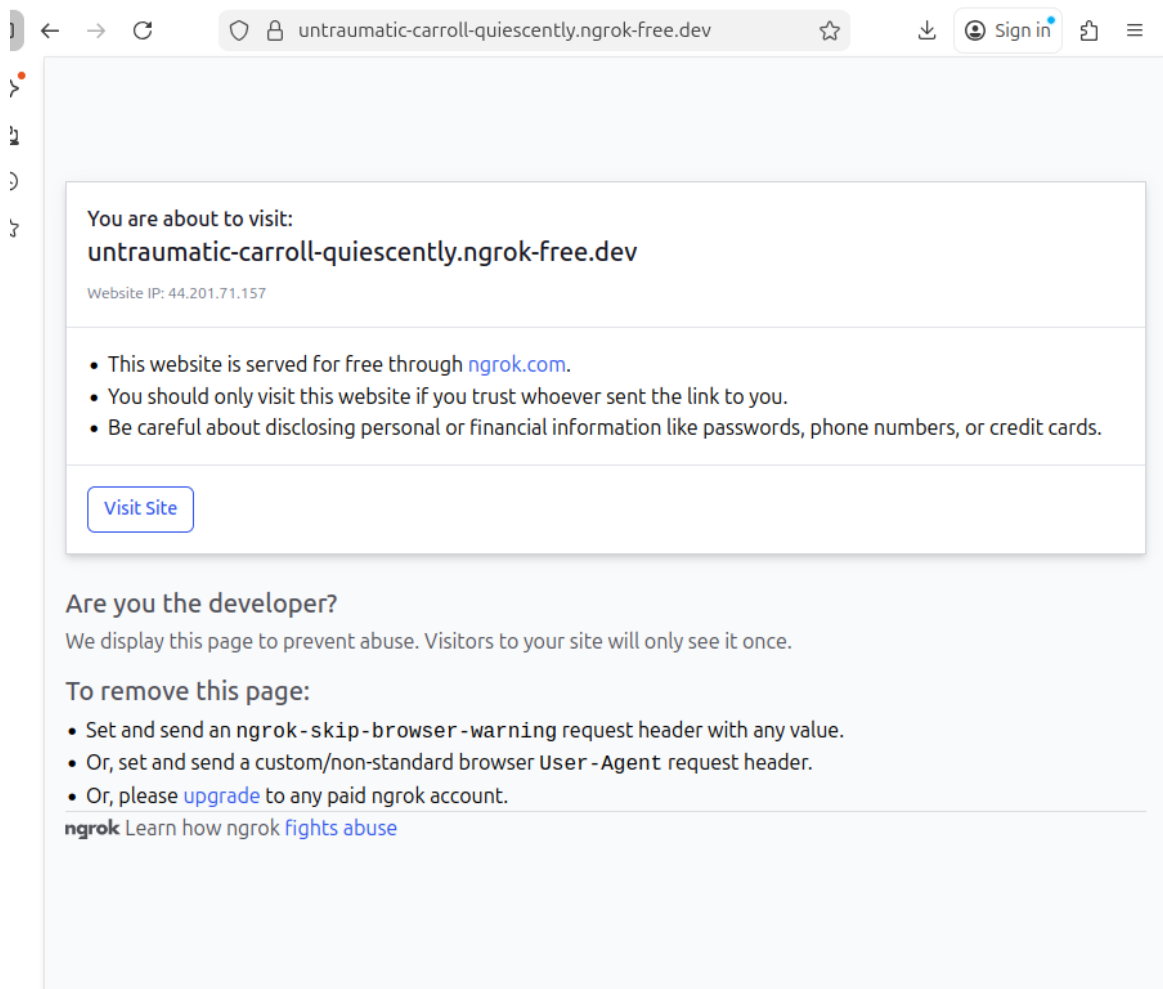 untraumatic-carroll-quiescently.ngrok-free.dev
Sign in
You are about to visit:
untraumatic-carroll-quiescently.ngrok-free.dev
Website IP: 44.201.71.157
• This website is served for free through ngrok.com.
• You should only visit this website if you trust whoever sent the link to you.
• Be careful about disclosing personal or financial information like passwords, phone numbers, or credit cards.
Visit Site
Are you the developer?
We display this page to prevent abuse. Visitors to your site will only see it once.
To remove this page:
• Set and send an ngrok-skip-browser-warning request header with any value.
• Or, set and send a custom/non-standard browser User-Agent request header.
• Or, please upgrade to any paid ngrok account.
ngrok Learn how ngrok fights abuse